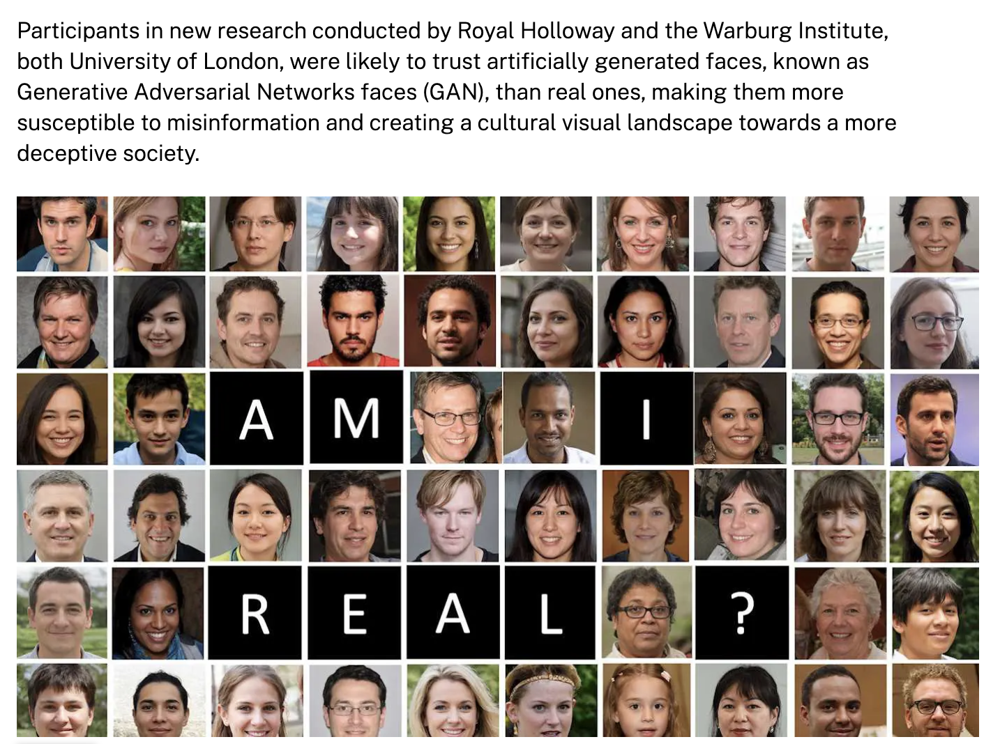 Participants in new research conducted by Royal Holloway and the Warburg Institute,
both University of London, were likely to trust artificially generated faces, known as
Generative Adversarial Networks faces (GAN), than real ones, making them more
susceptible to misinformation and creating a cultural visual landscape towards a more
deceptive society.
A M I
R E A L ?